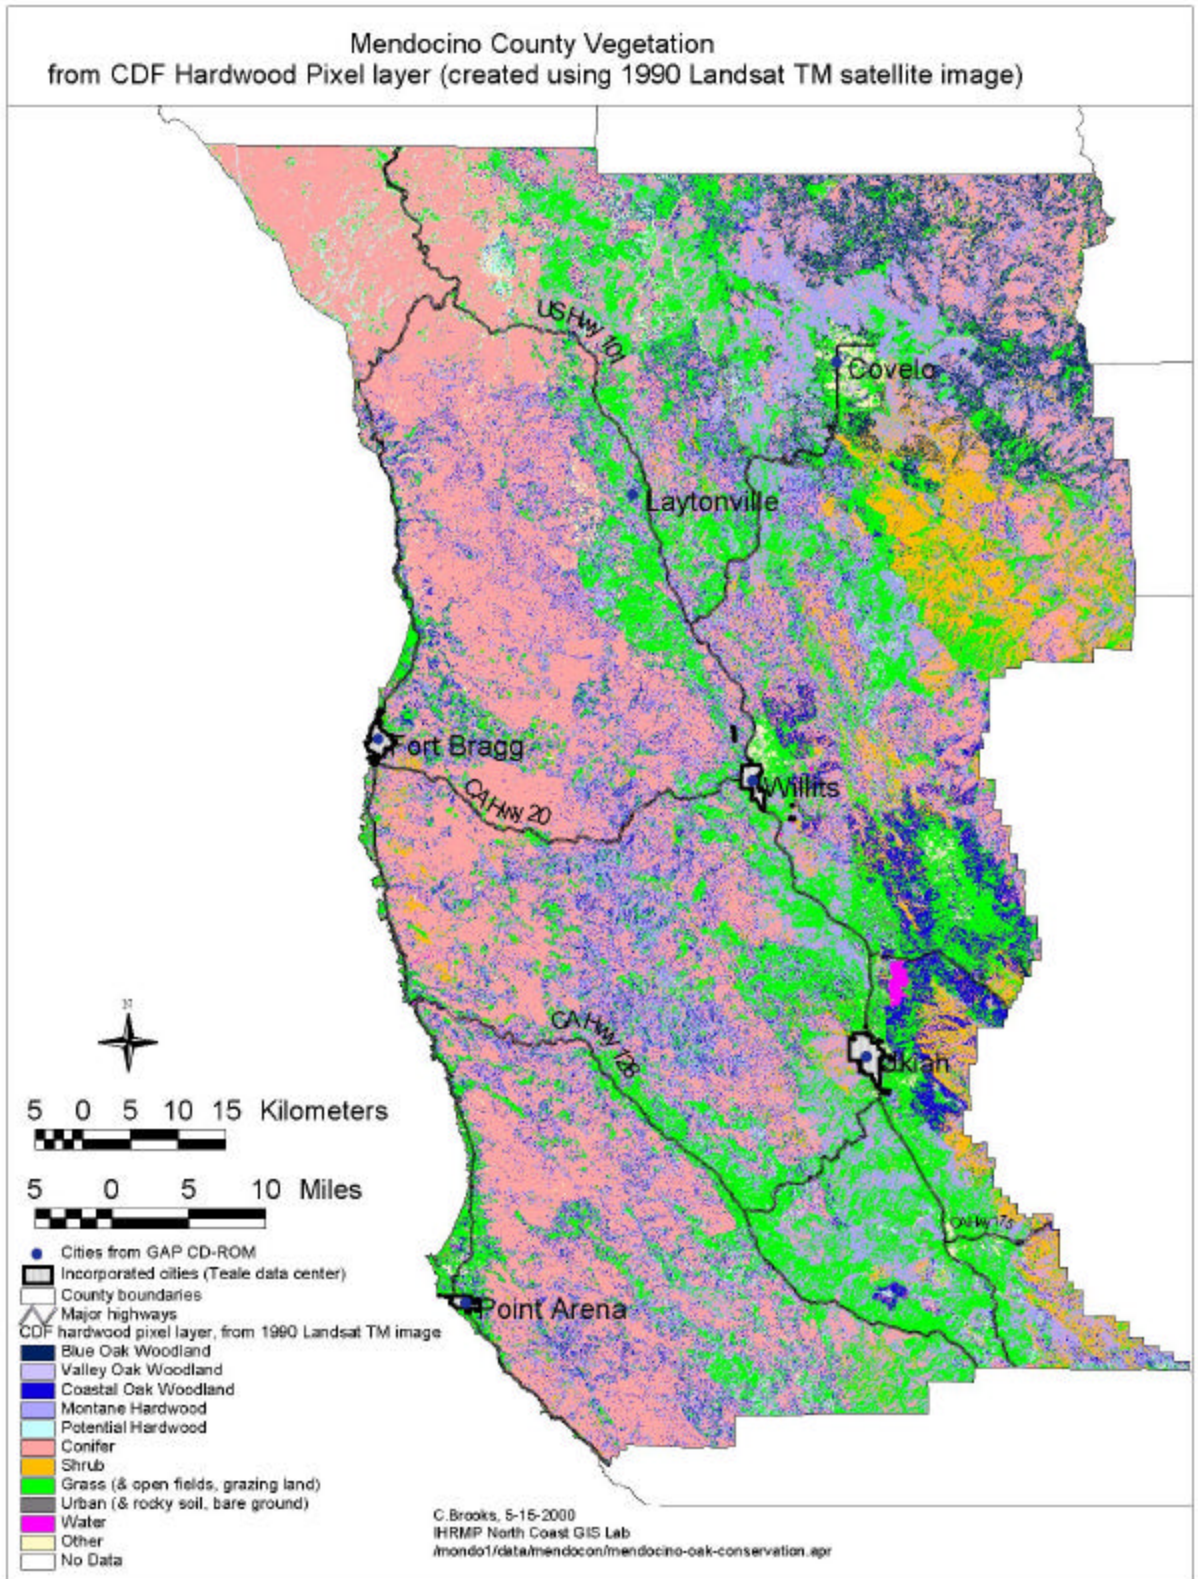 Mendocino County Vegetation
from CDF Hardwood Pixel layer (created using 1990 Landsat TM satellite image)
US Hwy 101
Covelo
Laytonville
Fort Bragg
CA Hwy 20
Willits
CA Hwy 128
Ukiah
CA Hwy 175
Point Arena
5 0 5 10 15 Kilometers
5 0 5 10 Miles
Cities from GAP CD-ROM
Incorporated cities (Teale data center)
County boundaries
Major highways
CDF hardwood pixel layer, from 1990 Landsat TM image
Blue Oak Woodland
Valley Oak Woodland
Coastal Oak Woodland
Montane Hardwood
Potential Hardwood
Conifer
Shrub
Grass (& open fields, grazing land)
Urban (& rocky soil, bare ground)
Water
Other
No Data
C.Brooks, 5-15-2000
IHRMP North Coast GIS Lab
/mondo1/data/mendocon/mendocino-oak-conservation.apr